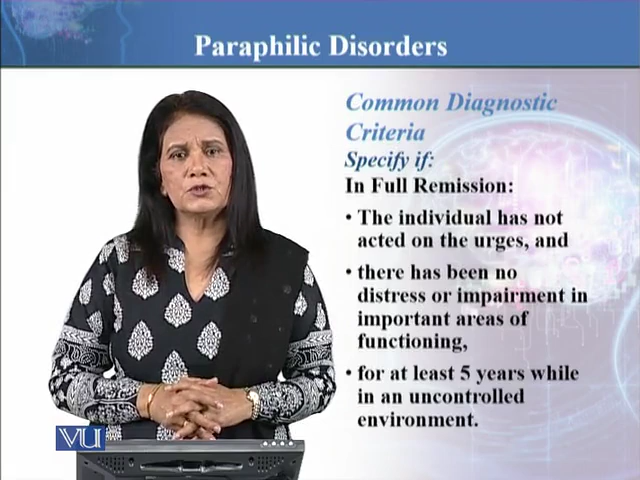 Paraphilic Disorders
Common Diagnostic
Criteria
Specify if:
In Full Remission:
• The individual has not
acted on the urges, and
• there has been no
distress or impairment in
important areas of
functioning,
• for at least 5 years while
in an uncontrolled
environment.
VU